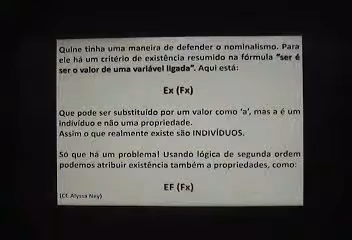 Quine tinha uma maneira de defender o nominalismo. Para
ele há um critério de existência resumido na fórmula "ser é
ser o valor de uma variável ligada". Aqui está:
Ex (Fx)
Que pode ser substituído por um valor como 'a', mas a é um
indivíduo e não uma propriedade.
Assim o que realmente existe são INDIVÍDUOS.
Só que há um problema! Usando lógica de segunda ordem
podemos atribuir existência também a propriedades, como:
EF (Fx)
(Cf. Alyssa Ney)